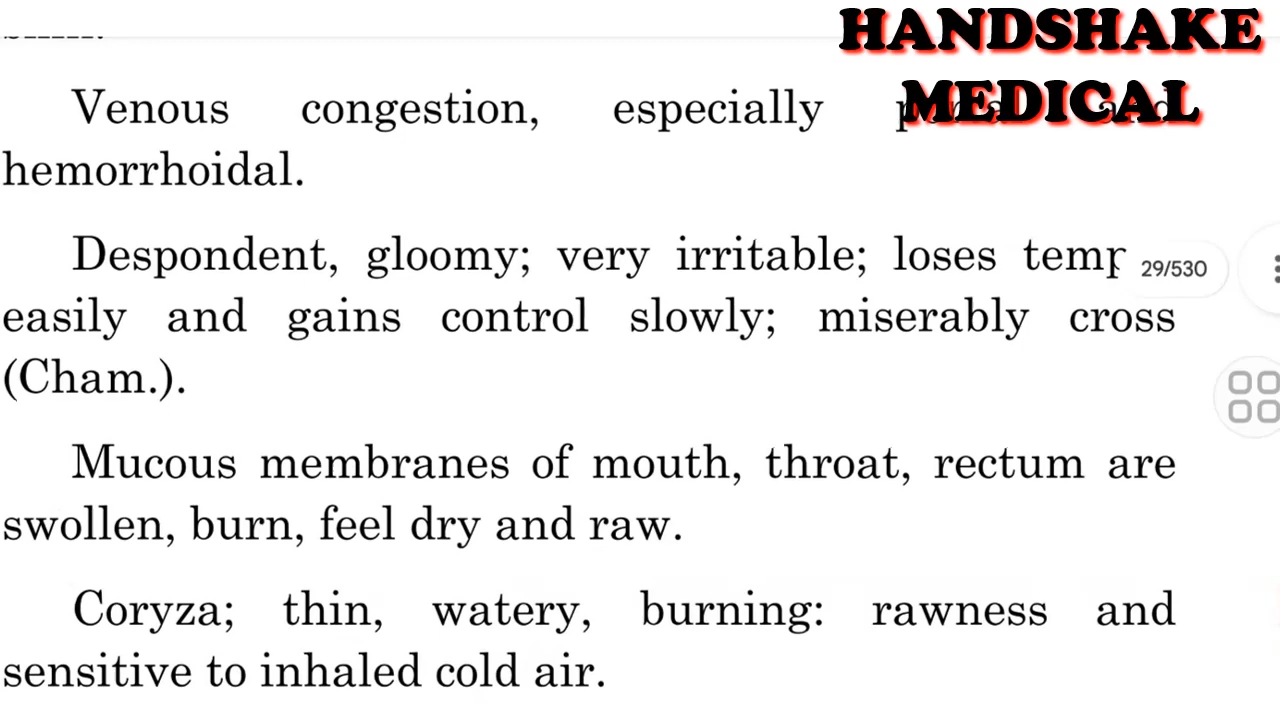 HANDSHAKE
MEDICAL
Venous congestion, especially
hemorrhoidal.
Despondent, gloomy; very irritable; loses
29/530
easily and gains control slowly; miserably cross
(Cham.).
Mucous membranes of mouth, throat, rectum are
swollen, burn, feel dry and raw.
Coryza; thin, watery, burning: rawness and
sensitive to inhaled cold air.